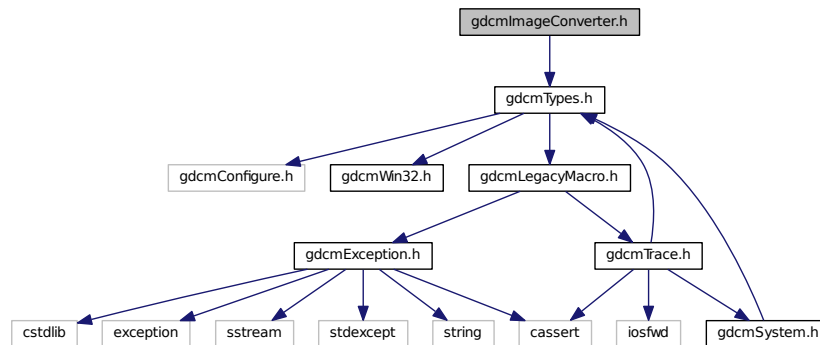 gdcmImageConverter.h
gdcmTypes.h
gdcmConfigure.h
gdcmWin32.h
gdcmLegacyMacro.h
gdcmException.h
gdcmTrace.h
cstdlib
exception
sstream
stdexcept
string
cassert
iosfwd
gdcmSystem.h